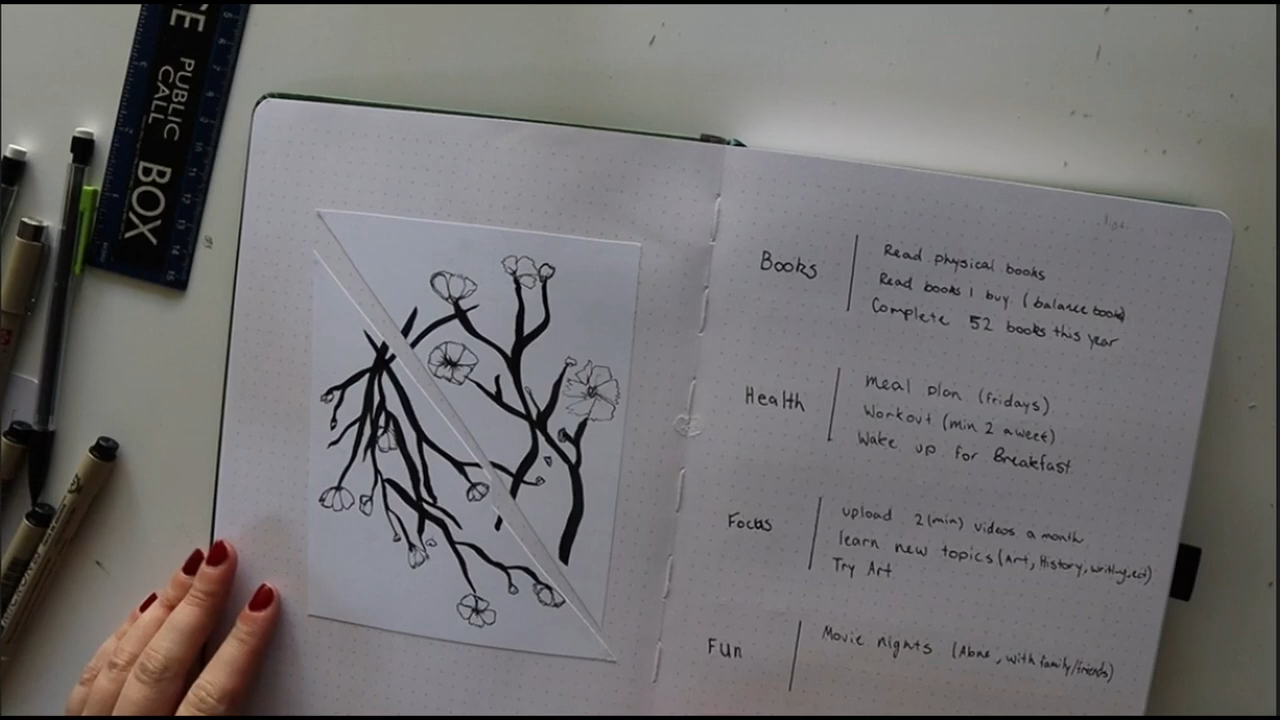 PUBLIC
CALL
BOX
Books
Read physical books
Read books I buy (balance book)
Complete 52 books this year
Health
meal plan (fridays)
Workout (min 2 a week)
Wake up for Breakfast
Focus
upload 2(min) videos a month
learn new topics (Art, History, writing, ect)
Try Art
Fun
Movie nights (Alone, with family/friends)